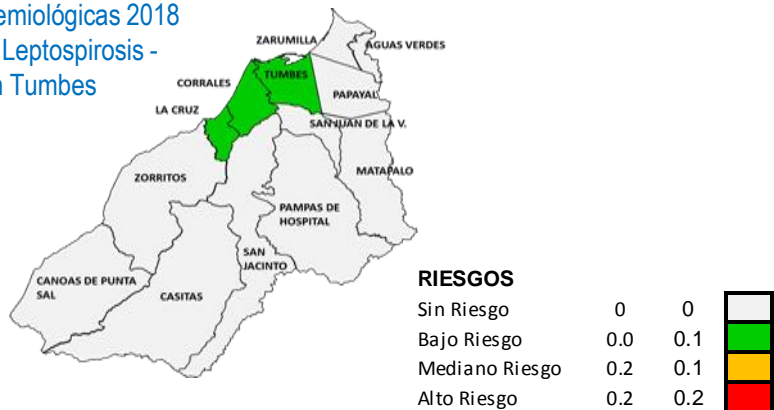 emiológicas 2018
Leptospirosis -
Tumbes
ZARUMILLA
AGUAS VERDES
CORRALES
TUMBES
PAPAYAL
LA CRUZ
SAN JUAN DE LA V.
MATAPALO
ZORRITOS
PAMPAS DE
HOSPITAL
SAN
JACINTO
CANOAS DE PUNTA
SAL
CASITAS
RIESGOS
Sin Riesgo 0 0
Bajo Riesgo 0.0 0.1
Mediano Riesgo 0.2 0.1
Alto Riesgo 0.2 0.2